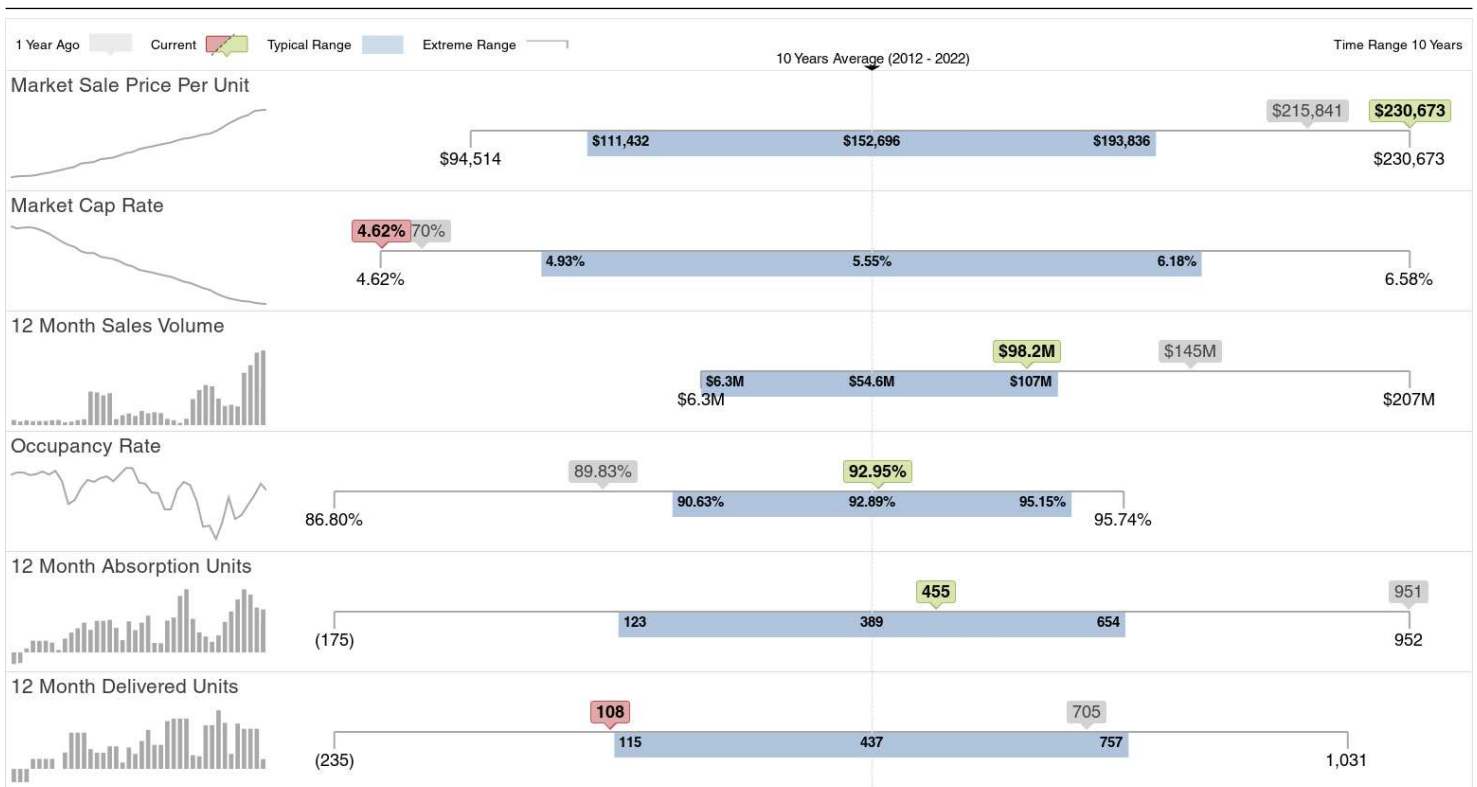 1 Year Ago Current Typical Range Extreme Range Time Range 10 Years
10 Years Average (2012 - 2022)
Market Sale Price Per Unit
$215,841 $230,673
$111,432 $152,696 $193,836
$94,514 $230,673
Market Cap Rate
4.62% 70%
4.93% 5.55% 6.18%
4.62% 6.58%
12 Month Sales Volume
$98.2M $145M
$6.3M $54.6M $107M
$6.3M $207M
Occupancy Rate
89.83% 92.95%
90.63% 92.89% 95.15%
86.80% 95.74%
12 Month Absorption Units
455 951
123 389 654
(175) 952
12 Month Delivered Units
108 705
115 437 757
(235) 1,031